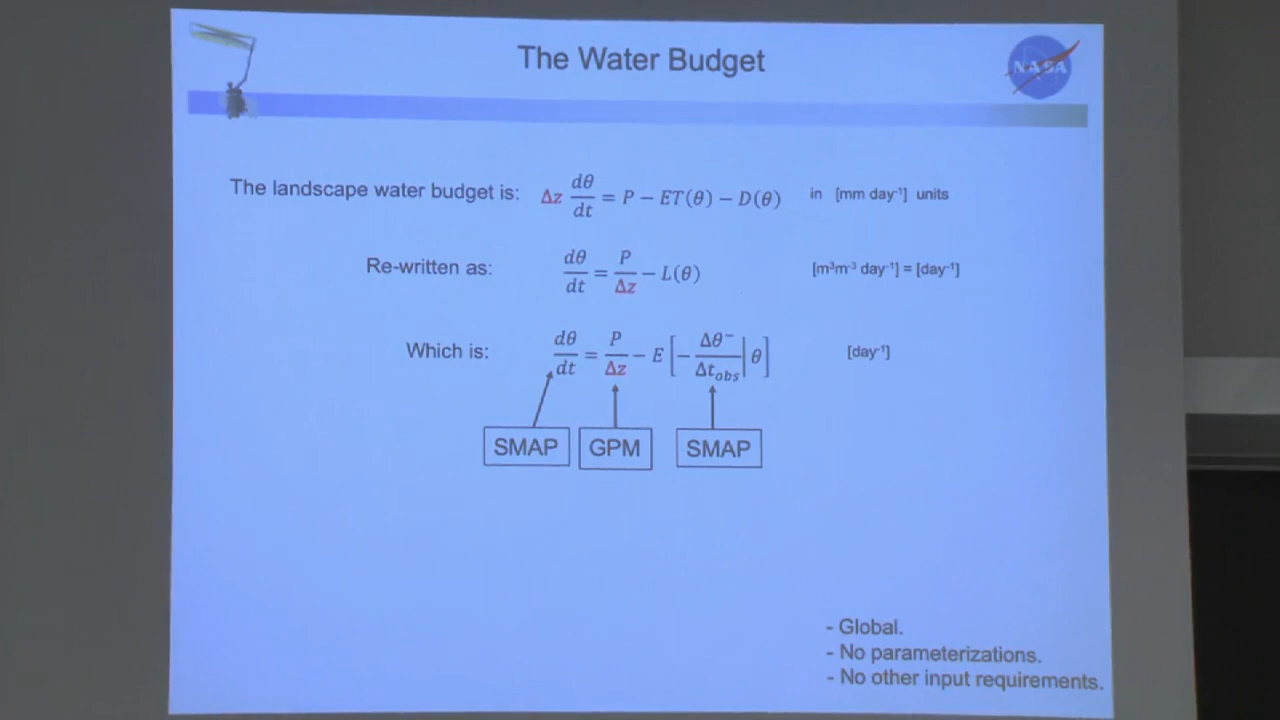 The Water Budget
NASA
The landscape water budget is: Δz dθ/dt = P − ET(θ) − D(θ) in [mm day⁻¹] units
Re-written as: dθ/dt = P/Δz − L(θ) [m³m⁻³ day⁻¹] = [day⁻¹]
Which is: dθ/dt = P/Δz − E[−Δθ⁻/Δt_obs | θ] [day⁻¹]
SMAP GPM SMAP
- Global.
- No parameterizations.
- No other input requirements.